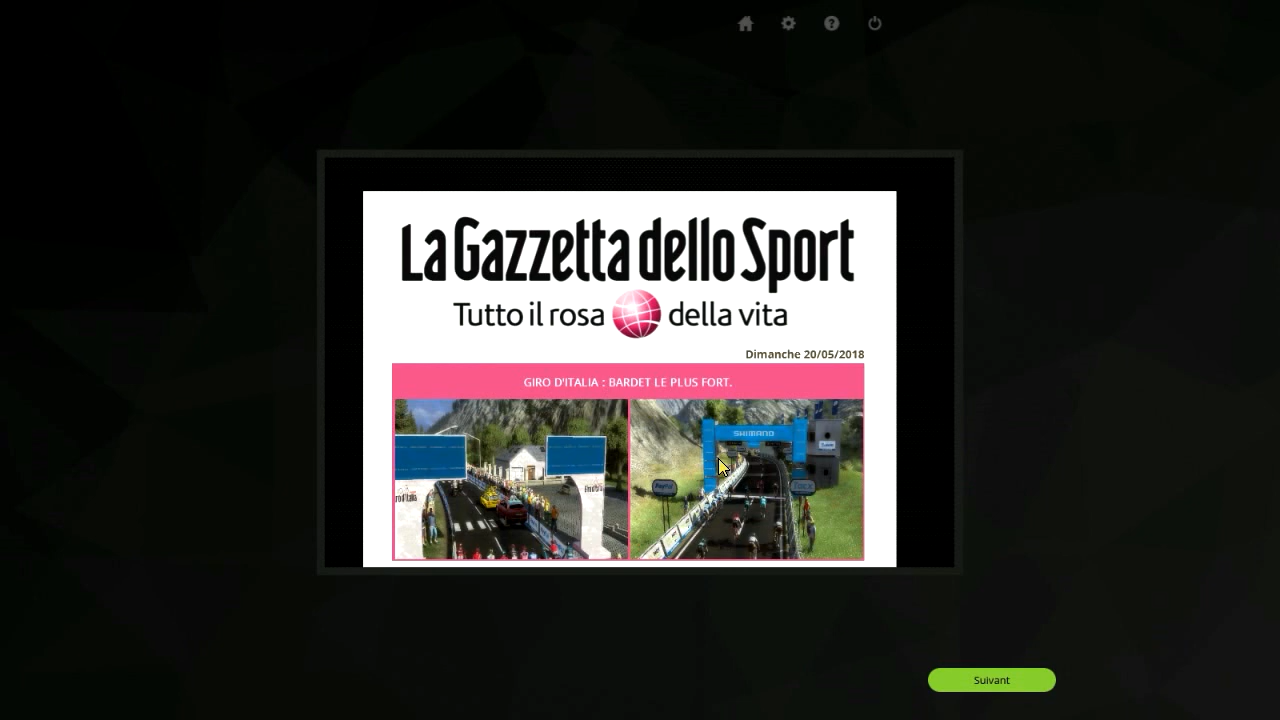 La Gazzetta dello Sport
Tutto il rosa della vita
Dimanche 20/05/2018
GIRO D'ITALIA : BARDET LE PLUS FORT.
SHIMANO
Suivant